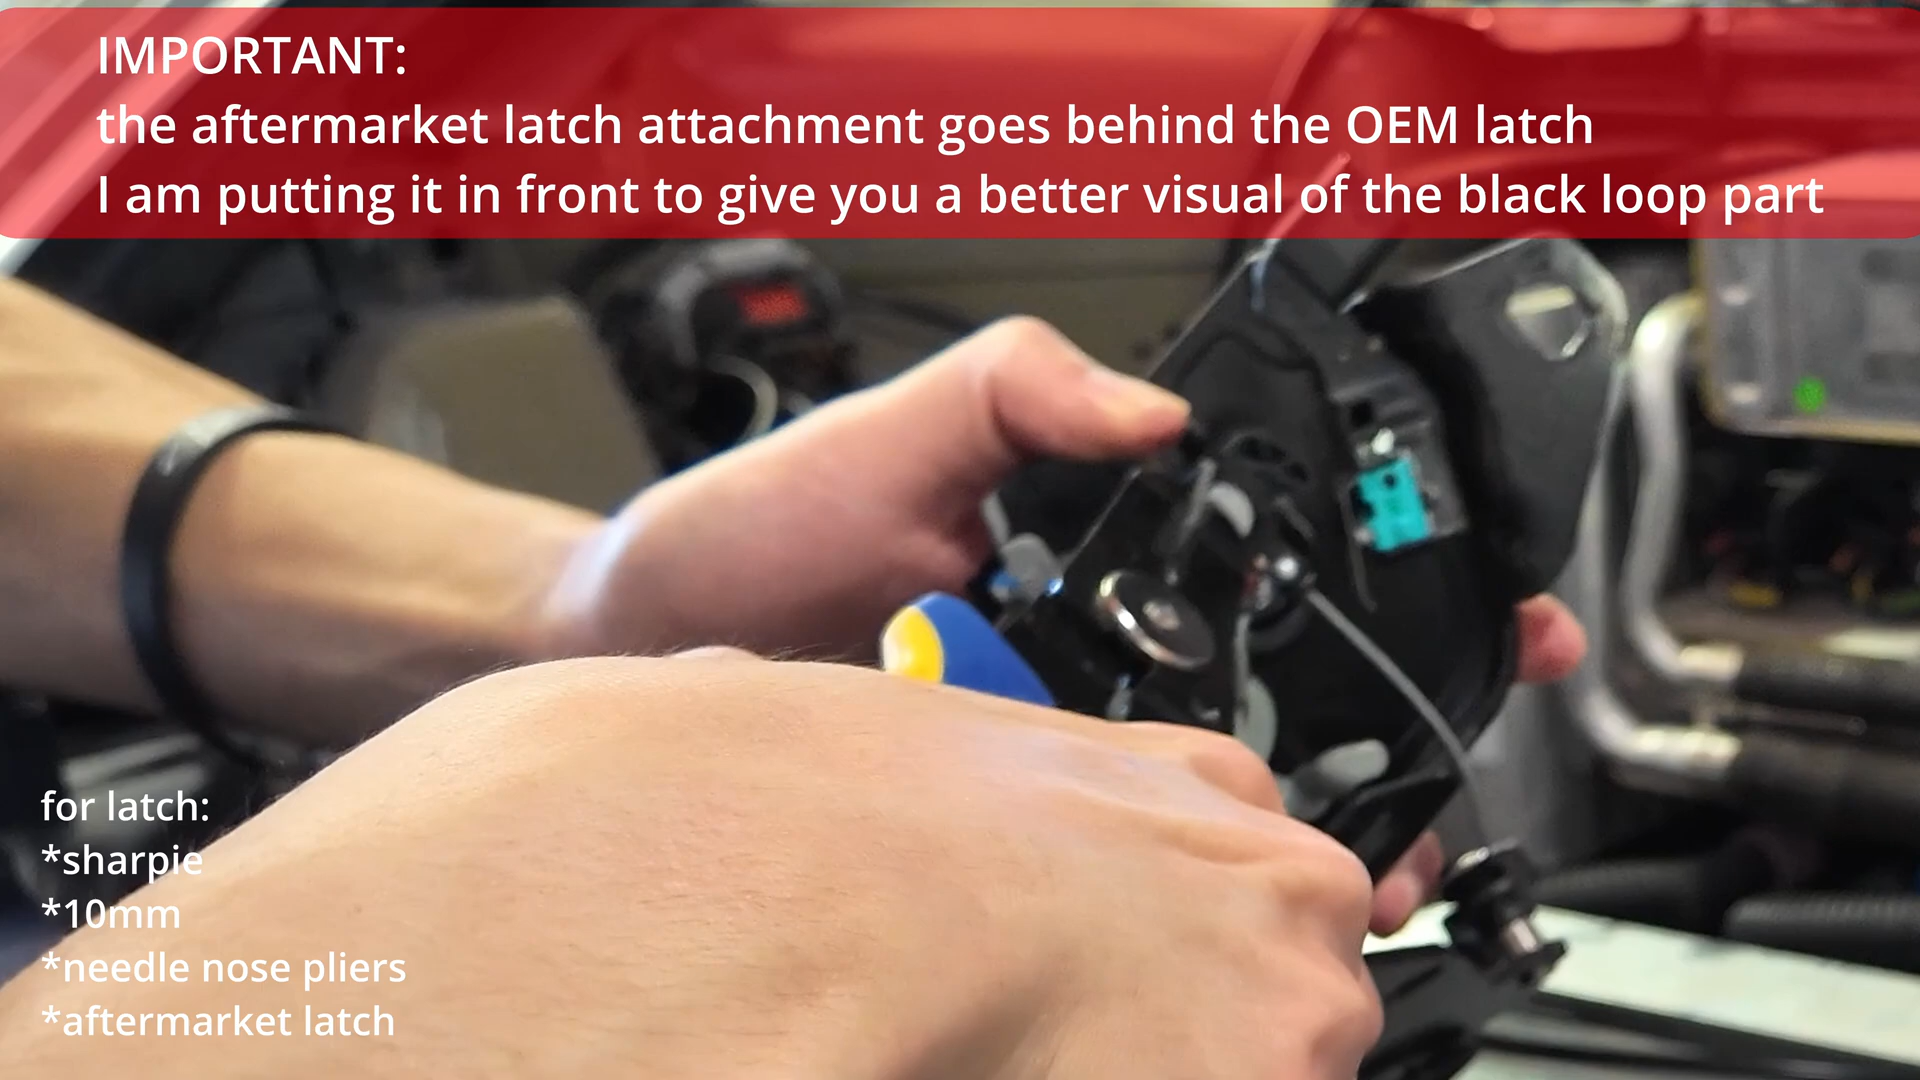 IMPORTANT:
the aftermarket latch attachment goes behind the OEM latch
I am putting it in front to give you a better visual of the black loop part
for latch:
*sharpie
*10mm
*needle nose pliers
*aftermarket latch